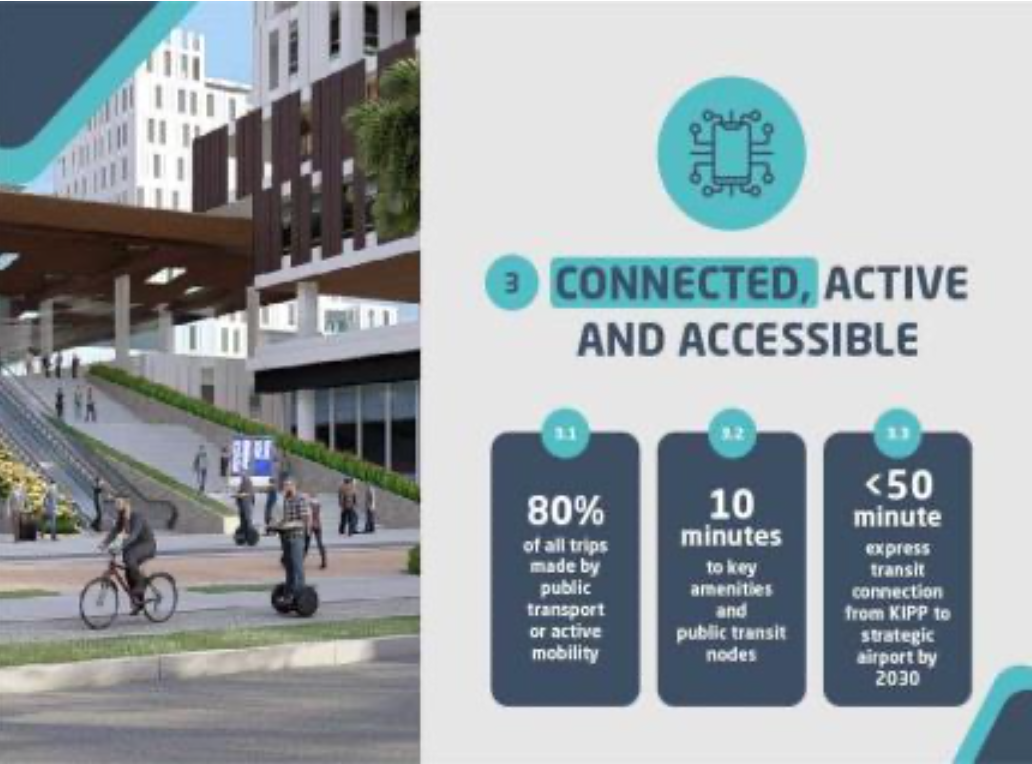 3 CONNECTED, ACTIVE
AND ACCESSIBLE
3.1
80%
of all trips
made by
public
transport
or active
mobility
3.2
10
minutes
to key
amenities
and
public transit
nodes
3.3
<50
minute
express
transit
connection
from KIPP to
strategic
airport by
2030